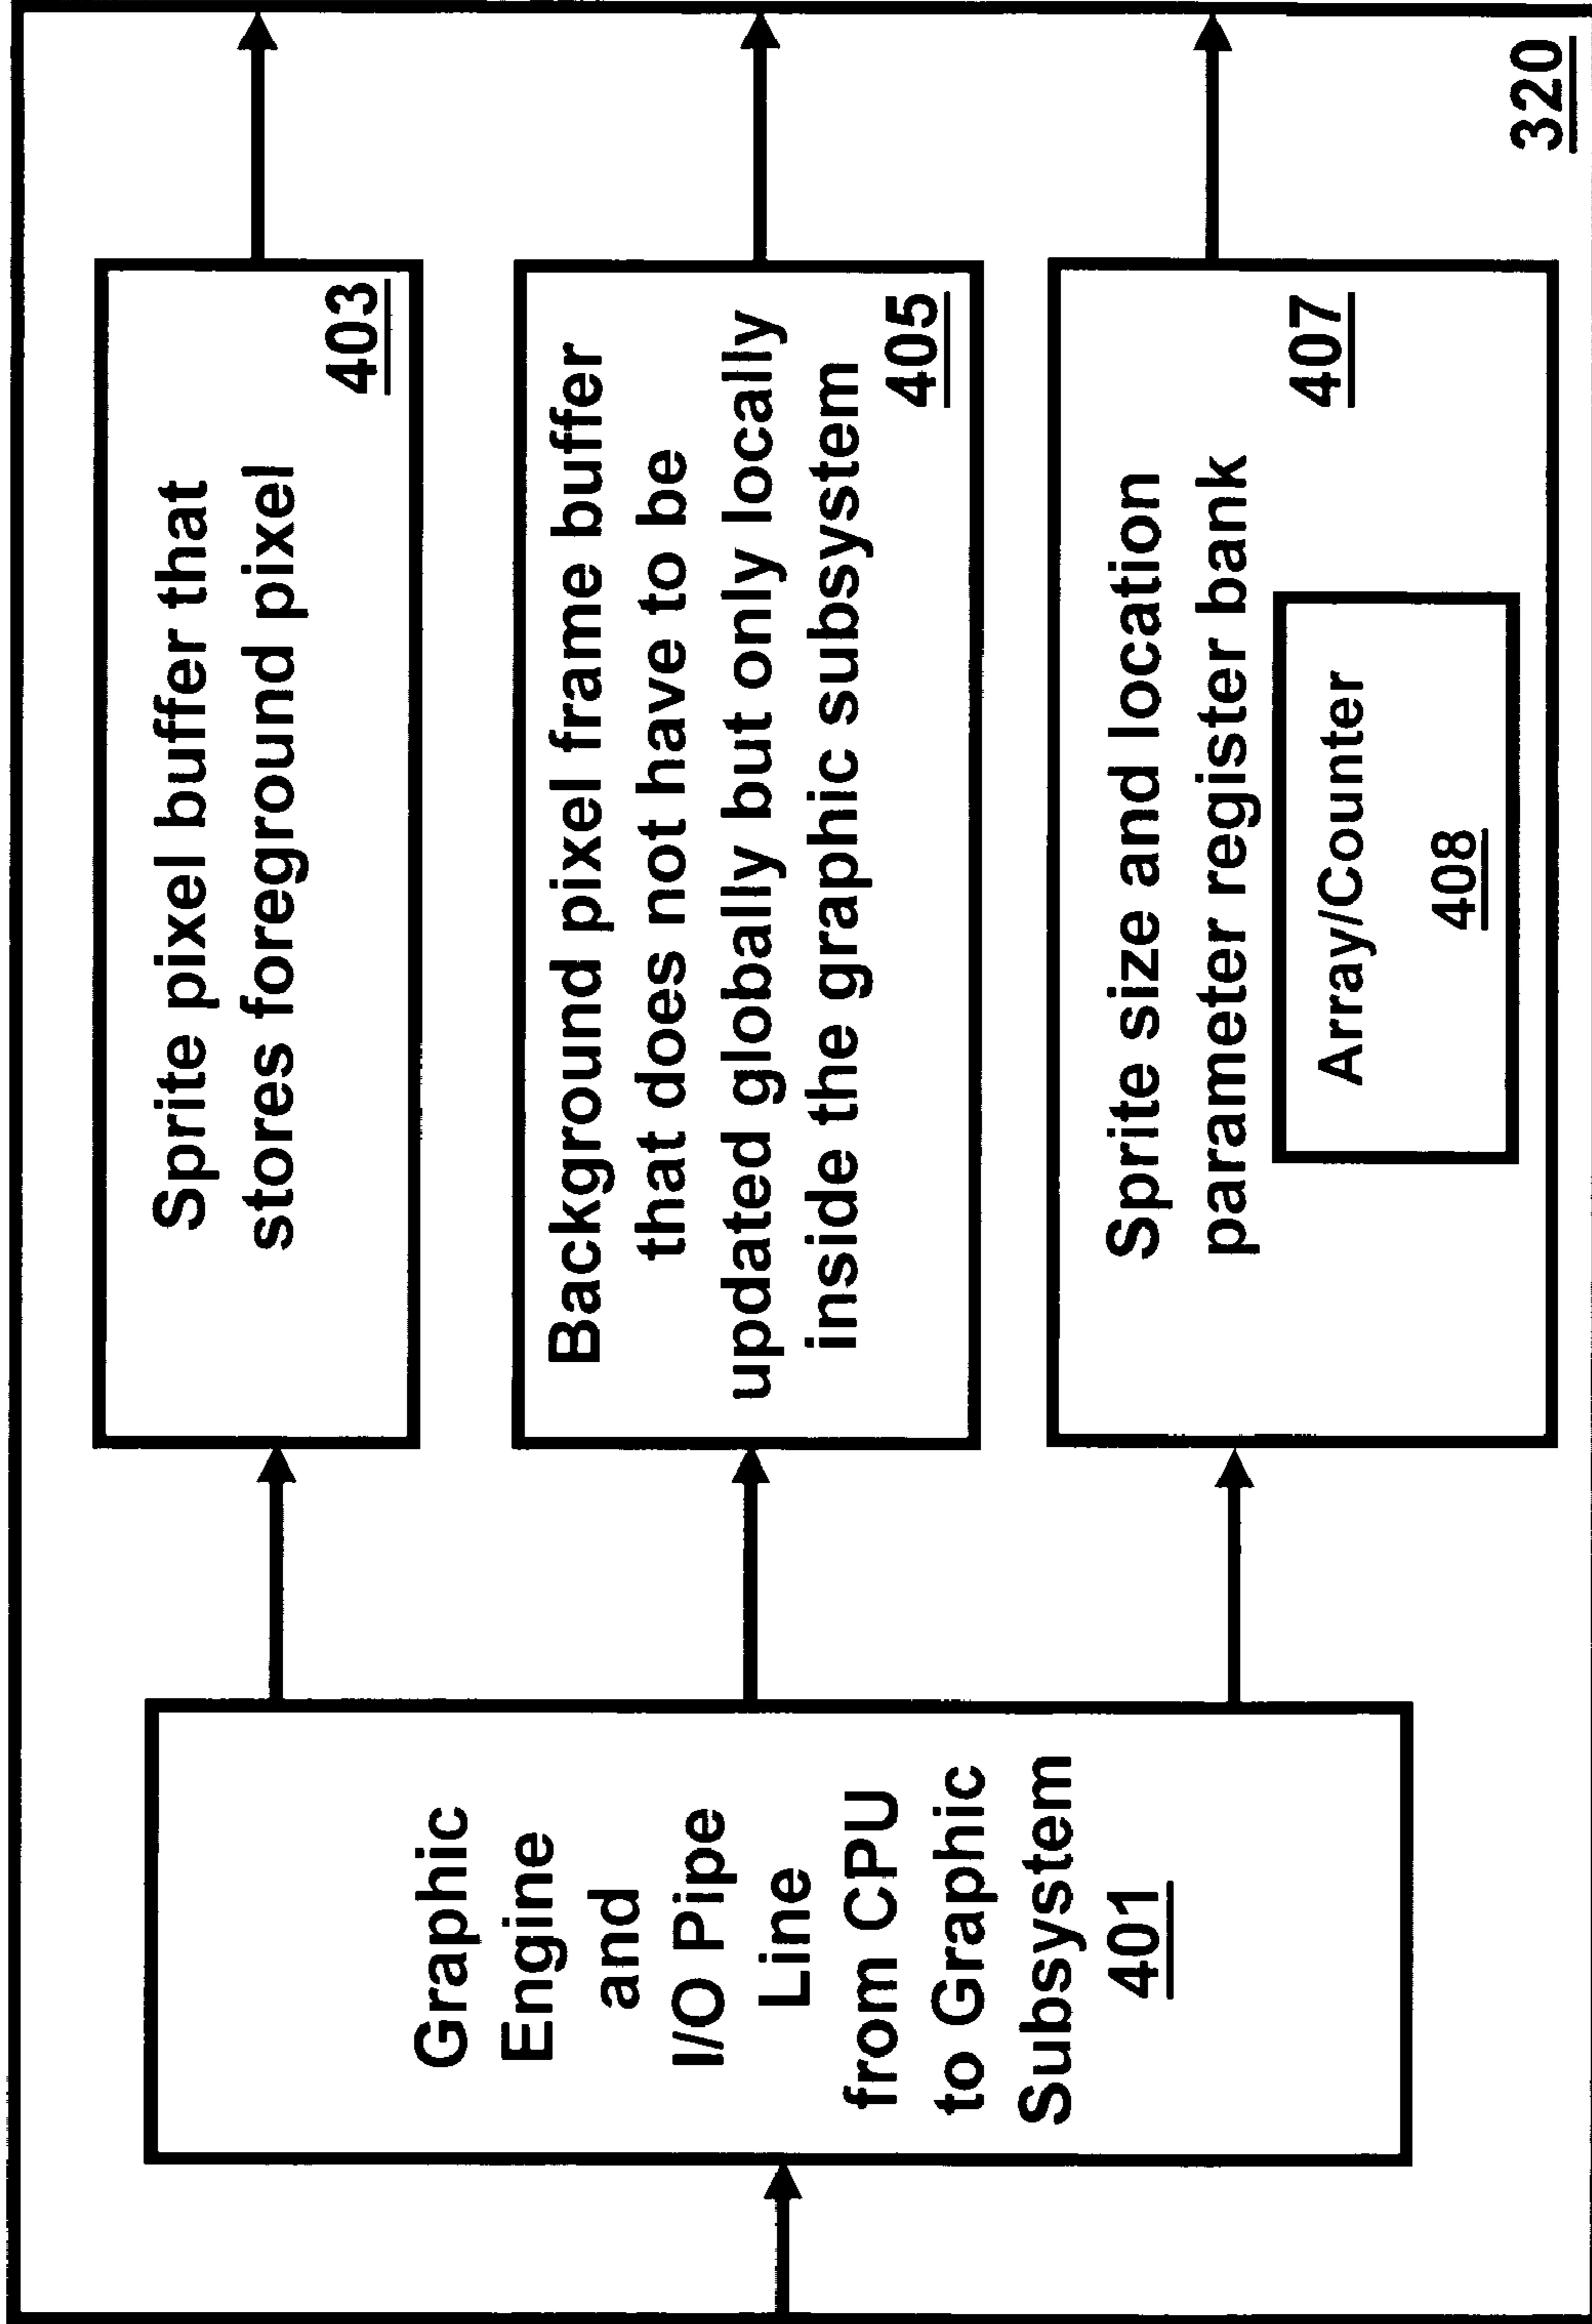 Graphic
Engine
and
I/O Pipe
Line
from CPU
to Graphic
Subsystem
401
Sprite pixel buffer that
stores foreground pixel
403
Background pixel frame buffer
that does not have to be
updated globally but only locally
inside the graphic subsystem
405
Sprite size and location
parameter register bank
407
Array/Counter
408
320